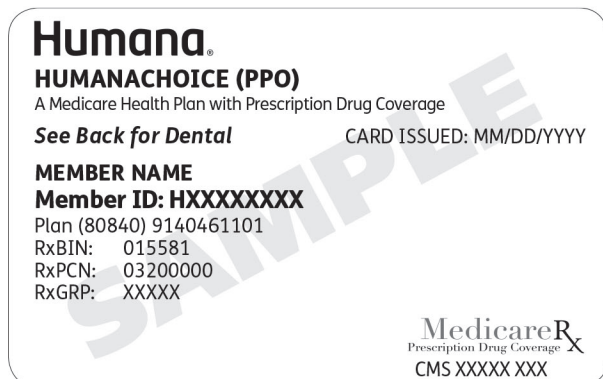 Humana®
HUMANACHOICE (PPO)
A Medicare Health Plan with Prescription Drug Coverage
See Back for Dental CARD ISSUED: MM/DD/YYYY
MEMBER NAME
Member ID: HXXXXXXXX
Plan (80840) 9140461101
RxBIN: 015581
RxPCN: 03200000
RxGRP: XXXXX
SAMPLE
MedicareRx
Prescription Drug Coverage
CMS XXXXX XXX